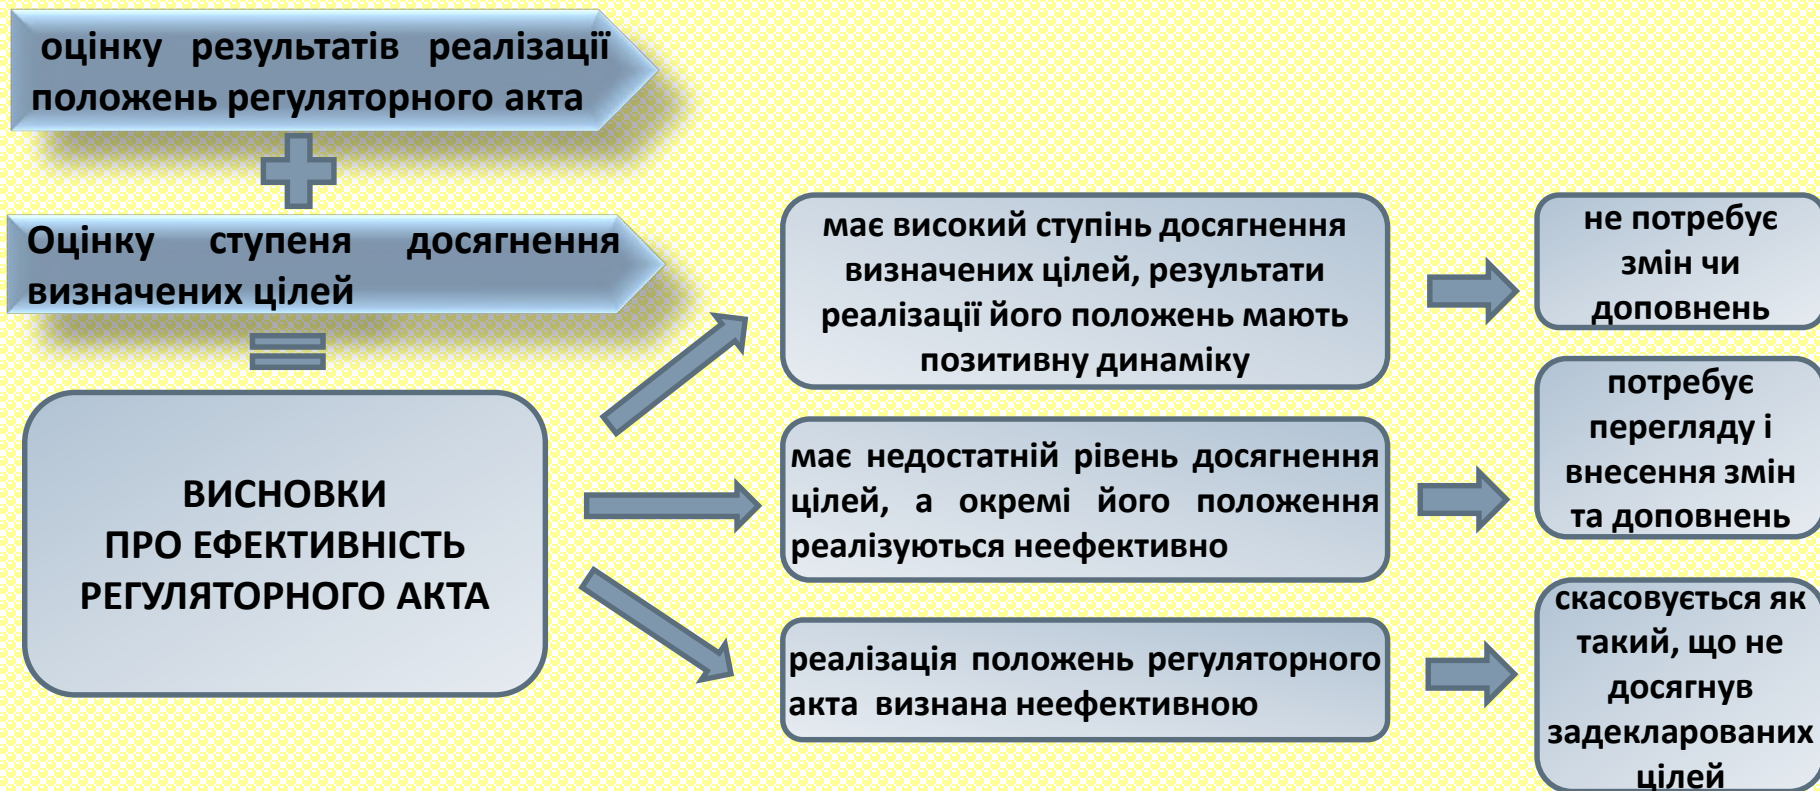 оцінку результатів реалізації
положень регуляторного акта
Оцінку ступеня досягнення
визначених цілей
ВИСНОВКИ
ПРО ЕФЕКТИВНІСТЬ
РЕГУЛЯТОРНОГО АКТА
має високий ступінь досягнення
визначених цілей, результати
реалізації його положень мають
позитивну динаміку
не потребує
змін чи
доповнень
має недостатній рівень досягнення
цілей, а окремі його положення
реалізуються неефективно
потребує
перегляду і
внесення змін
та доповнень
реалізація положень регуляторного
акта визнана неефективною
скасовується як
такий, що не
досягнув
задекларованих
цілей